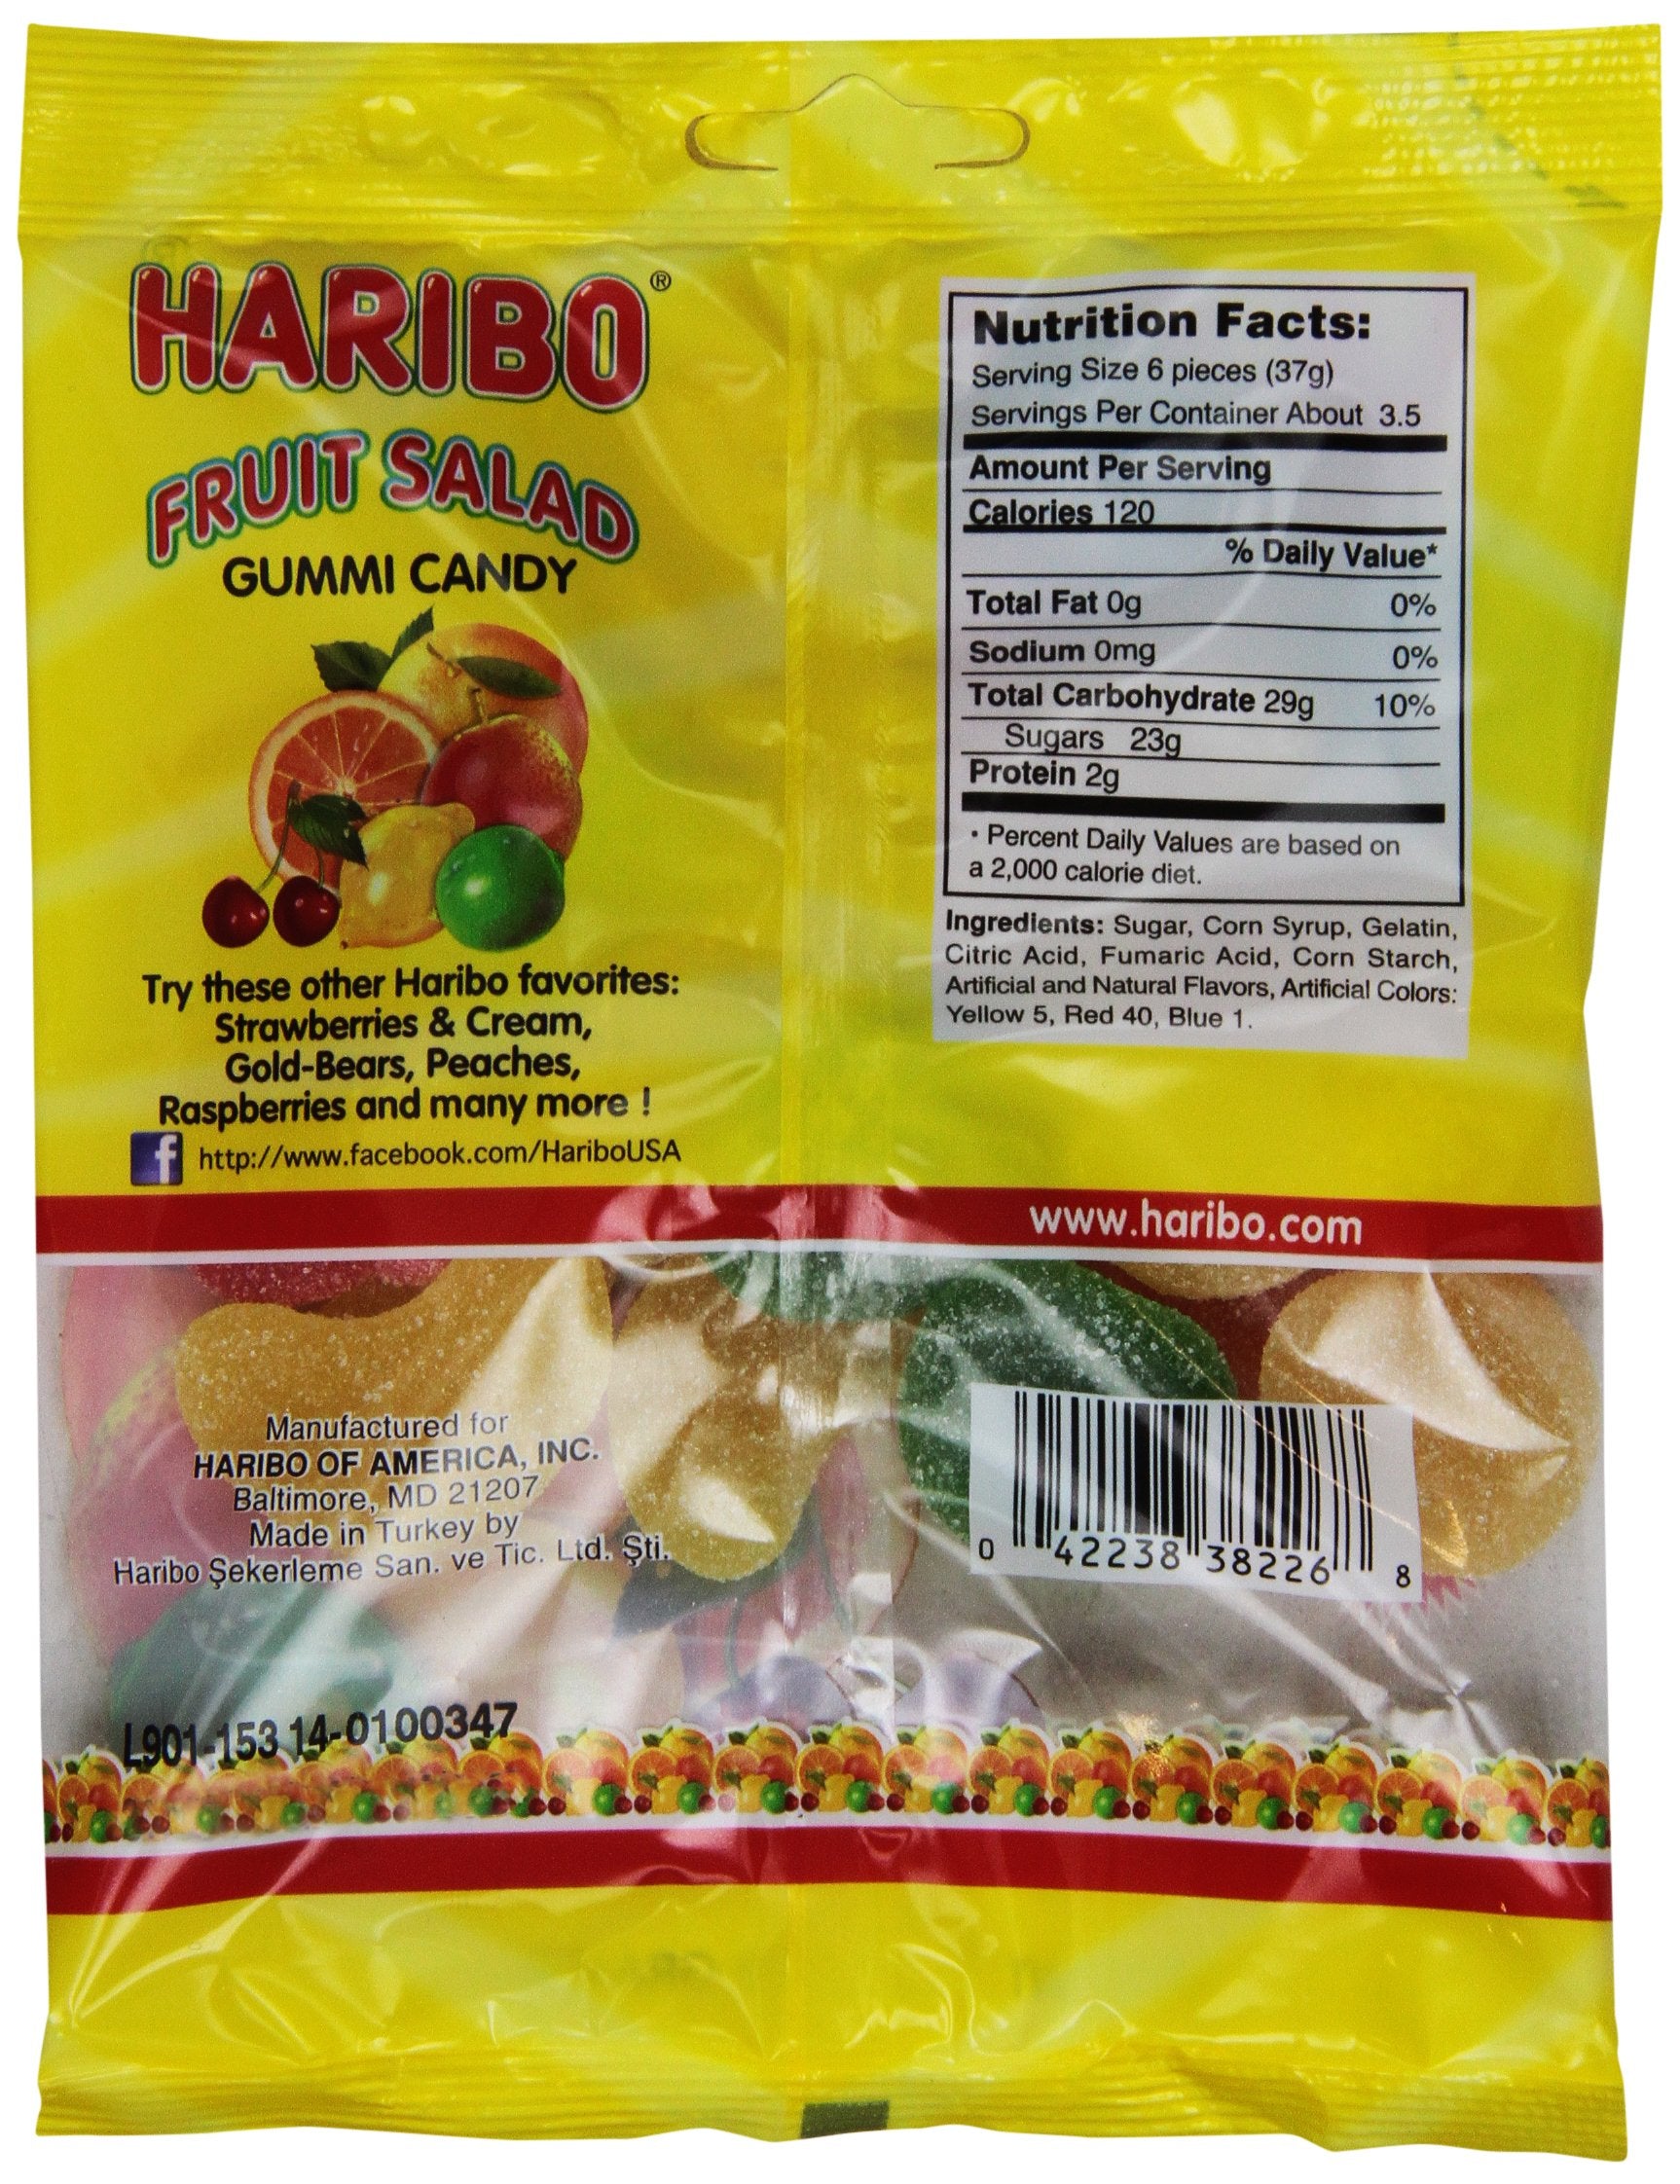 HARIBO®
FRUIT SALAD
GUMMI CANDY
Try these other Haribo favorites:
Strawberries & Cream,
Gold-Bears, Peaches,
Raspberries and many more !
f http://www.facebook.com/HariboUSA
Nutrition Facts:
Serving Size 6 pieces (37g)
Servings Per Container About 3.5
Amount Per Serving
Calories 120
% Daily Value*
Total Fat 0g 0%
Sodium 0mg 0%
Total Carbohydrate 29g 10%
Sugars 23g
Protein 2g
• Percent Daily Values are based on
a 2,000 calorie diet.
Ingredients: Sugar, Corn Syrup, Gelatin,
Citric Acid, Fumaric Acid, Corn Starch,
Artificial and Natural Flavors, Artificial Colors:
Yellow 5, Red 40, Blue 1.
www.haribo.com
Manufactured for
HARIBO OF AMERICA, INC.
Baltimore, MD 21207
Made in Turkey by
Haribo Şekerleme San. ve Tic. Ltd. Şti.
0 42238 38226 8
L901-153 14-0100347